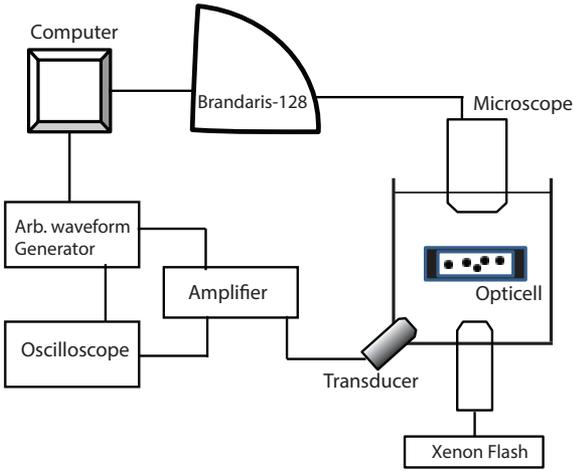 Computer
Brandaris-128
Microscope
Arb. waveform
Generator
Amplifier
Opticell
Oscilloscope
Transducer
Xenon Flash